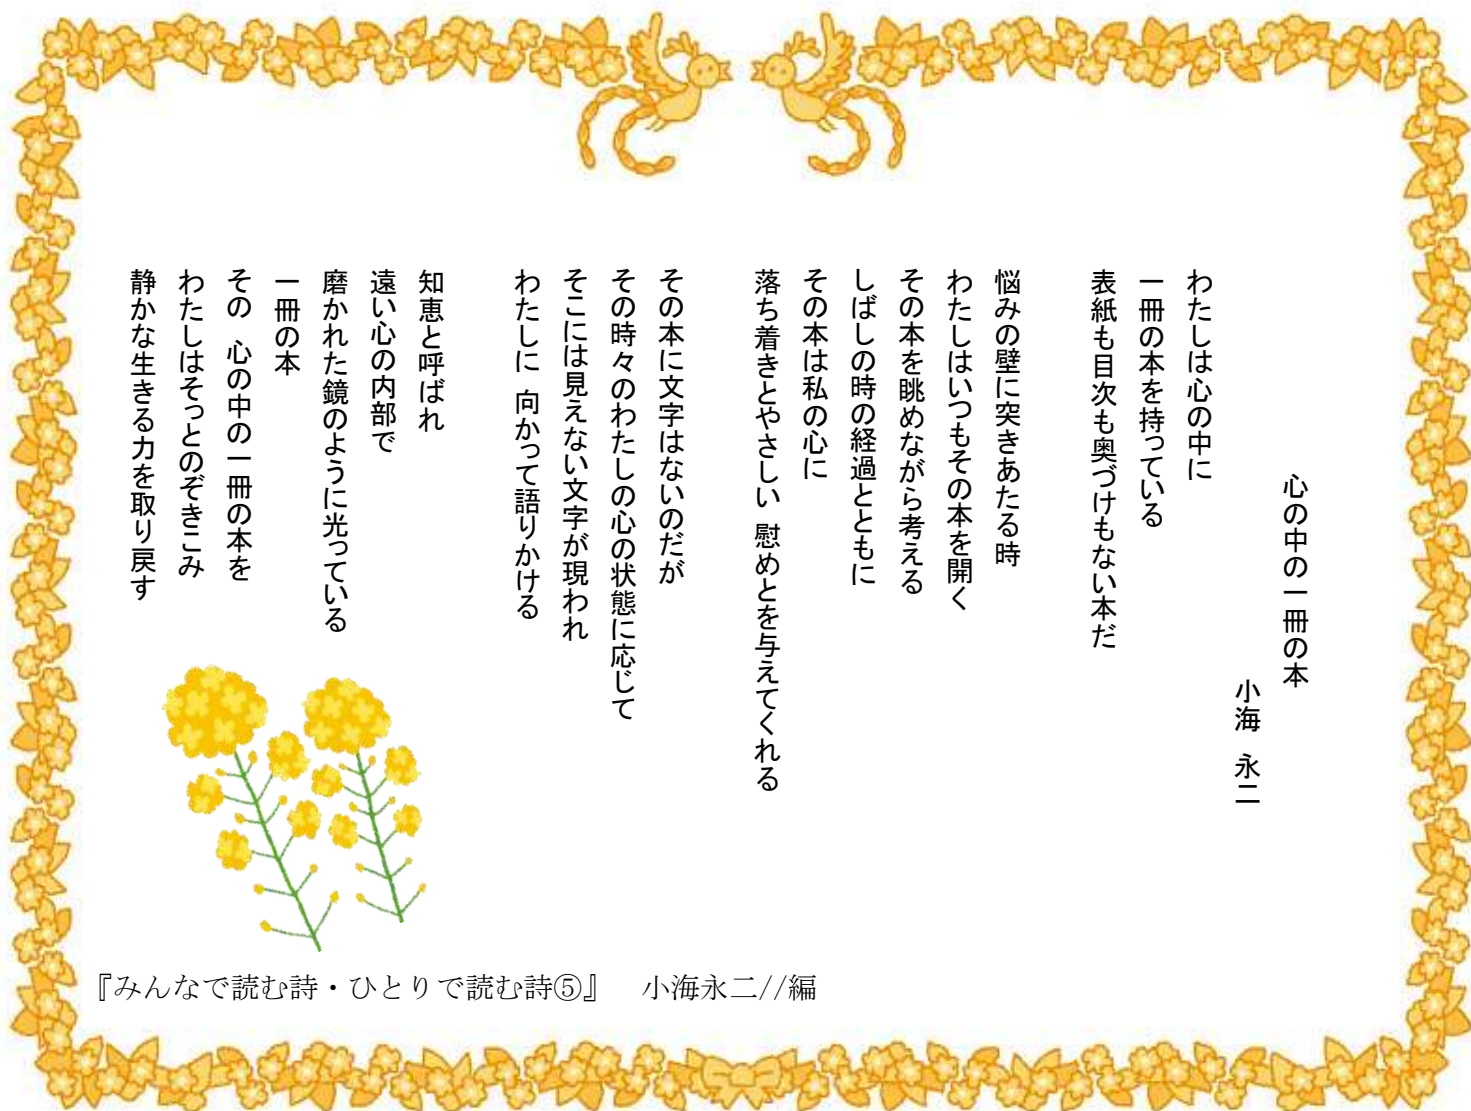 心の中の一冊の本
小海 永二
わたしは心の中に
一冊の本を持っている
表紙も目次も奥づけもない本だ
悩みの壁に突きあたる時
わたしはいつもその本を開く
その本を眺めながら考える
しばしの時の経過とともに
その本は私の心に
落ち着きとやさしい 慰めとを与えてくれる
その本に文字はないのだが
その時々のわたしの心の状態に応じて
そこには見えない文字が現われ
わたしに 向かって語りかける
知恵と呼ばれ
遠い心の内部で
磨かれた鏡のように光っている
一冊の本
その 心の中の一冊の本を
わたしはそっとのぞきこみ
静かな生きる力を取り戻す
『みんなで読む詩・ひとりで読む詩⑤』 小海永二//編